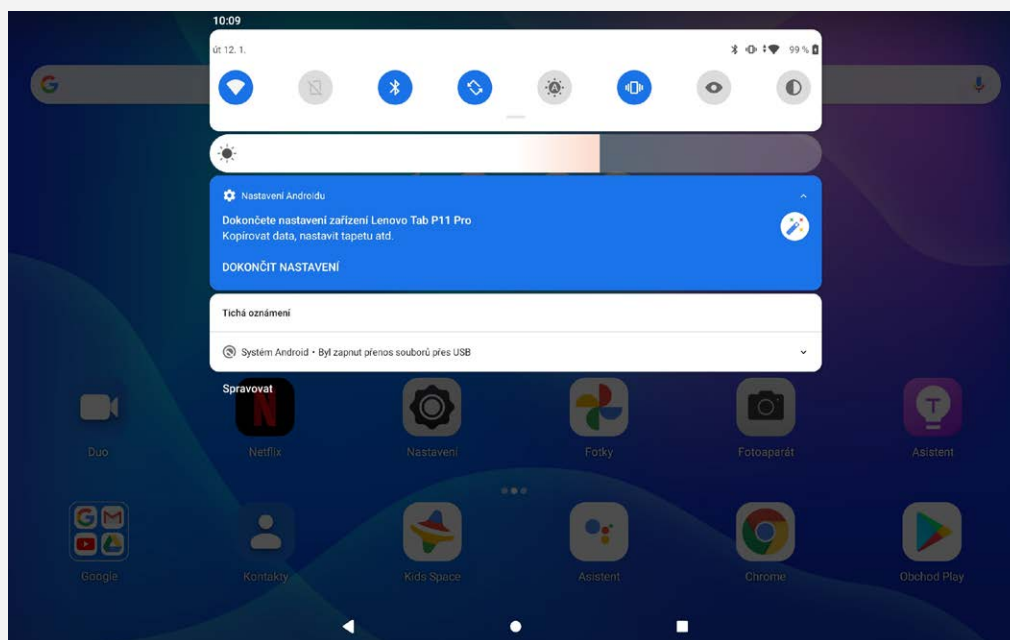 10:09
út 12. 1.
99 %
Nastavení Androidu
Dokončete nastavení zařízení Lenovo Tab P11 Pro
Kopírovat data, nastavit tapetu atd.
DOKONČIT NASTAVENÍ
Tichá oznámení
Systém Android • Byl zapnut přenos souborů přes USB
Spravovat
Duo
Netflix
Nastavení
Fotky
Fotoaparát
Asistent
Google
Kontakty
Kids Space
Asistent
Chrome
Obchod Play